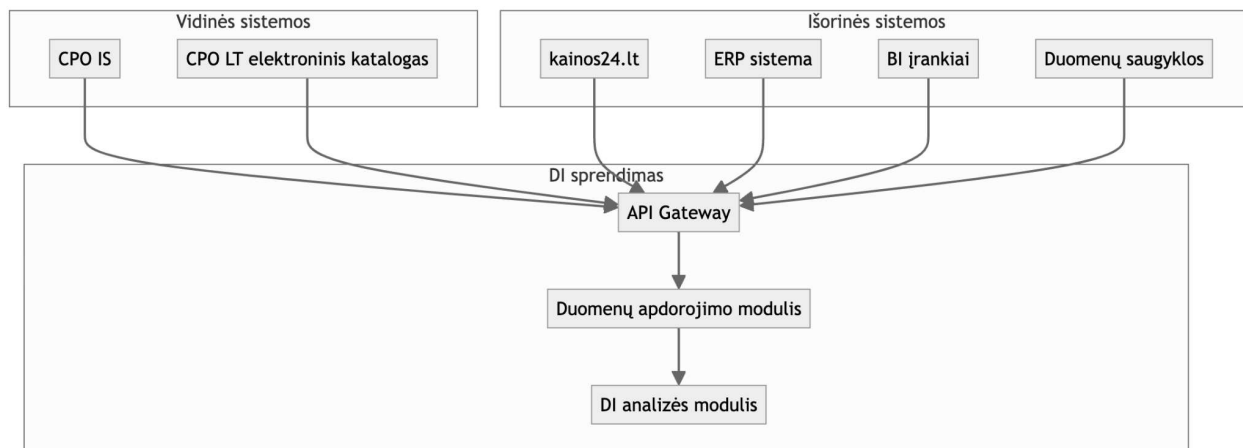 Vidinės sistemos
CPO IS
CPO LT elektroninis katalogas
Išorinės sistemos
kainos24.lt
ERP sistema
BI įrankiai
Duomenų saugyklos
DI sprendimas
API Gateway
Duomenų apdorojimo modulis
DI analizės modulis